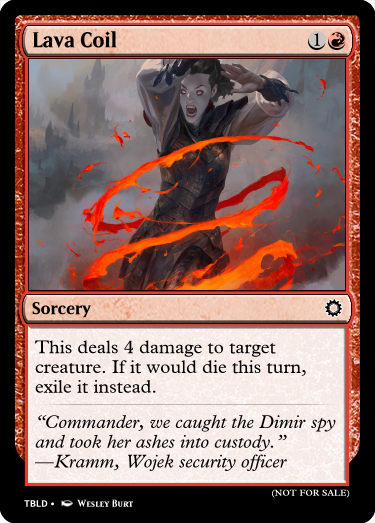 Lava Coil 1
Sorcery
This deals 4 damage to target
creature. If it would die this turn,
exile it instead.
“Commander, we caught the Dimir spy
and took her ashes into custody.”
—Kramm, Wojek security officer
(NOT FOR SALE)
TBLD • Wesley Burt